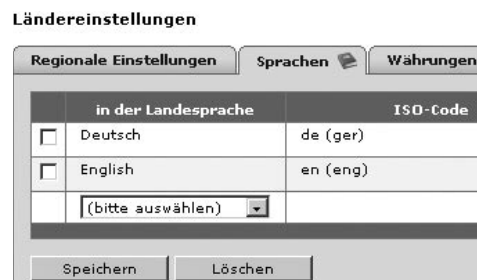 Ländereinstellungen
Regionale Einstellungen Sprachen Währungen
in der Landesprache ISO-Code
Deutsch de (ger)
English en (eng)
(bitte auswählen)
Speichern Löschen